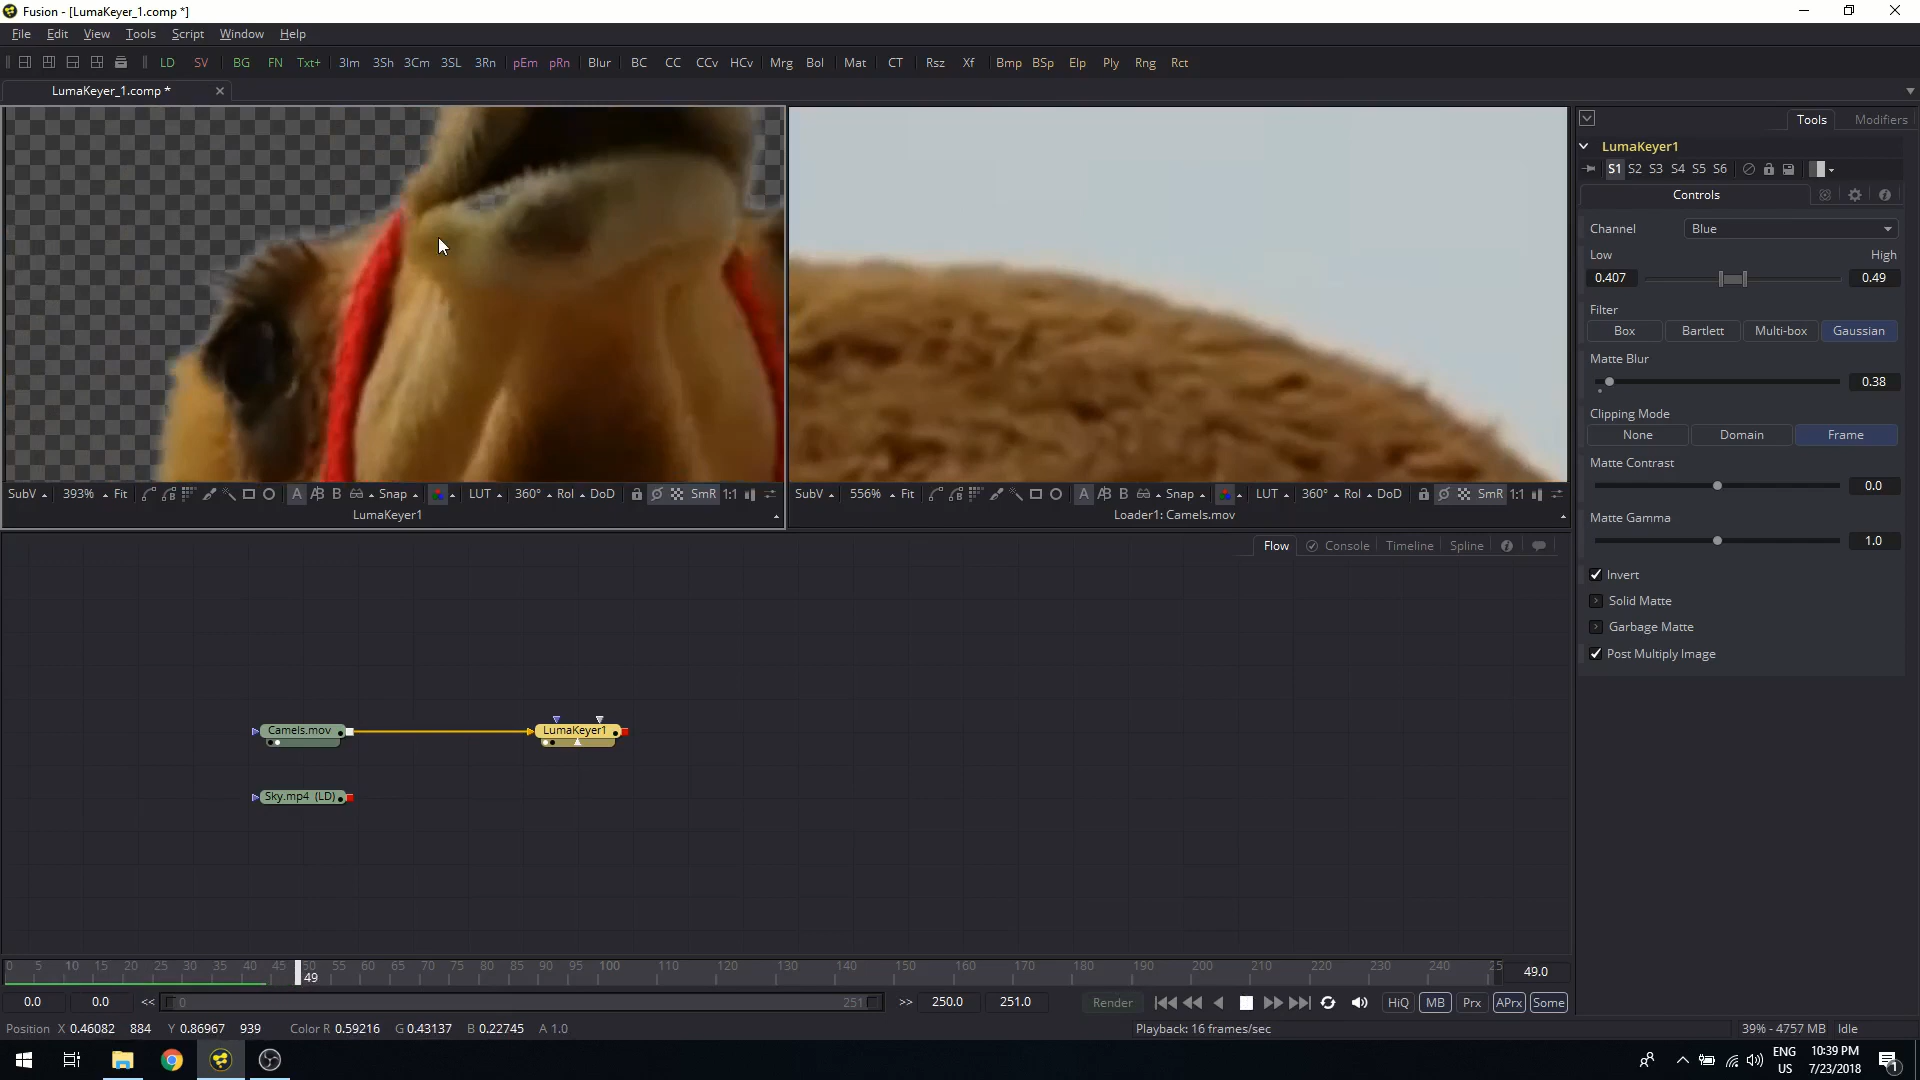 Fusion - [LumaKeyer_1.comp *]
File Edit View Tools Script Window Help
LD SV BG FN Txt+ 3Im 3Sh 3Cm 3SL 3Rn pEm pRn Blur BC CC CCv HCv Mrg Bol Mat CT Rsz Xf Bmp BSp Elp Ply Rng Rct
LumaKeyer_1.comp *
Tools Modifiers
LumaKeyer1
S1 S2 S3 S4 S5 S6
Controls
Channel Blue
Low High
0.407 0.49
Filter
Box Bartlett Multi-box Gaussian
Matte Blur
0.38
Clipping Mode
None Domain Frame
Matte Contrast
0.0
Matte Gamma
1.0
Invert
Solid Matte
Garbage Matte
Post Multiply Image
SubV 393% Fit A B Snap LUT 360° Rol DoD SmR 1:1
LumaKeyer1
SubV 556% Fit A B Snap LUT 360° Rol DoD SmR 1:1
Loader1: Camels.mov
Flow Console Timeline Spline
Camels.mov
LumaKeyer1
Sky.mp4 (LD)
0 5 10 15 20 25 30 35 40 45 50 55 60 65 70 75 80 85 90 95 100 110 120 130 140 150 160 170 180 190 200 210 220 230 240 25
49
49.0
0.0 0.0 << 0 251 >> 250.0 251.0 Render HiQ MB Prx APrx Some
Position X 0.46082 884 Y 0.86967 939 Color R 0.59216 G 0.43137 B 0.22745 A 1.0 Playback: 16 frames/sec 39% - 4757 MB Idle
ENG
US
10:39 PM
7/23/2018
1